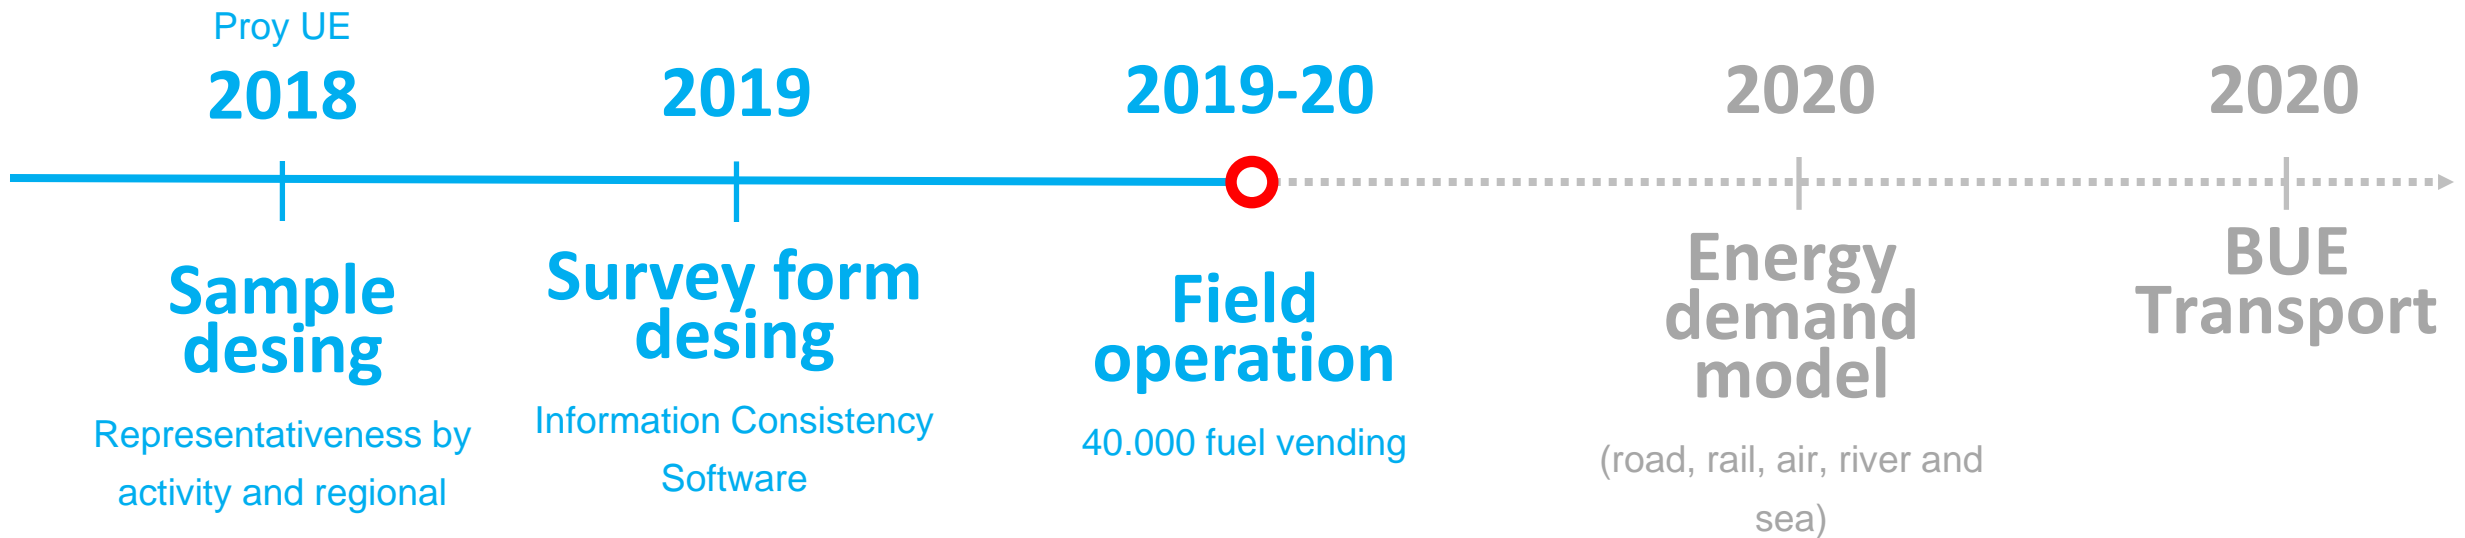 Proy UE
2018
Sample
desing
Representativeness by
activity and regional
2019
Survey form
desing
Information Consistency
Software
2019-20
Field
operation
40.000 fuel vending
2020
Energy
demand
model
(road, rail, air, river and
sea)
2020
BUE
Transport